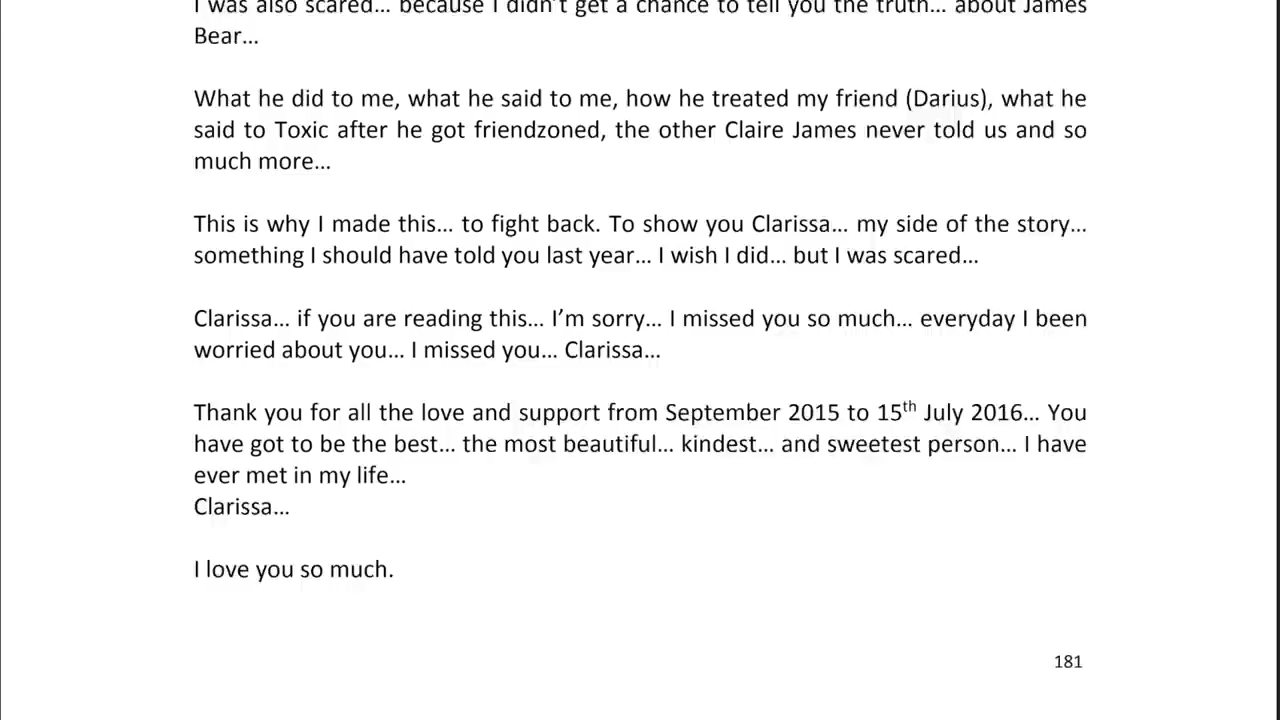 I was also scared… because I didn't get a chance to tell you the truth… about James
Bear…
What he did to me, what he said to me, how he treated my friend (Darius), what he
said to Toxic after he got friendzoned, the other Claire James never told us and so
much more…
This is why I made this… to fight back. To show you Clarissa… my side of the story…
something I should have told you last year… I wish I did… but I was scared…
Clarissa… if you are reading this… I’m sorry… I missed you so much… everyday I been
worried about you… I missed you… Clarissa…
Thank you for all the love and support from September 2015 to 15th July 2016… You
have got to be the best… the most beautiful… kindest… and sweetest person… I have
ever met in my life…
Clarissa…
I love you so much.
181